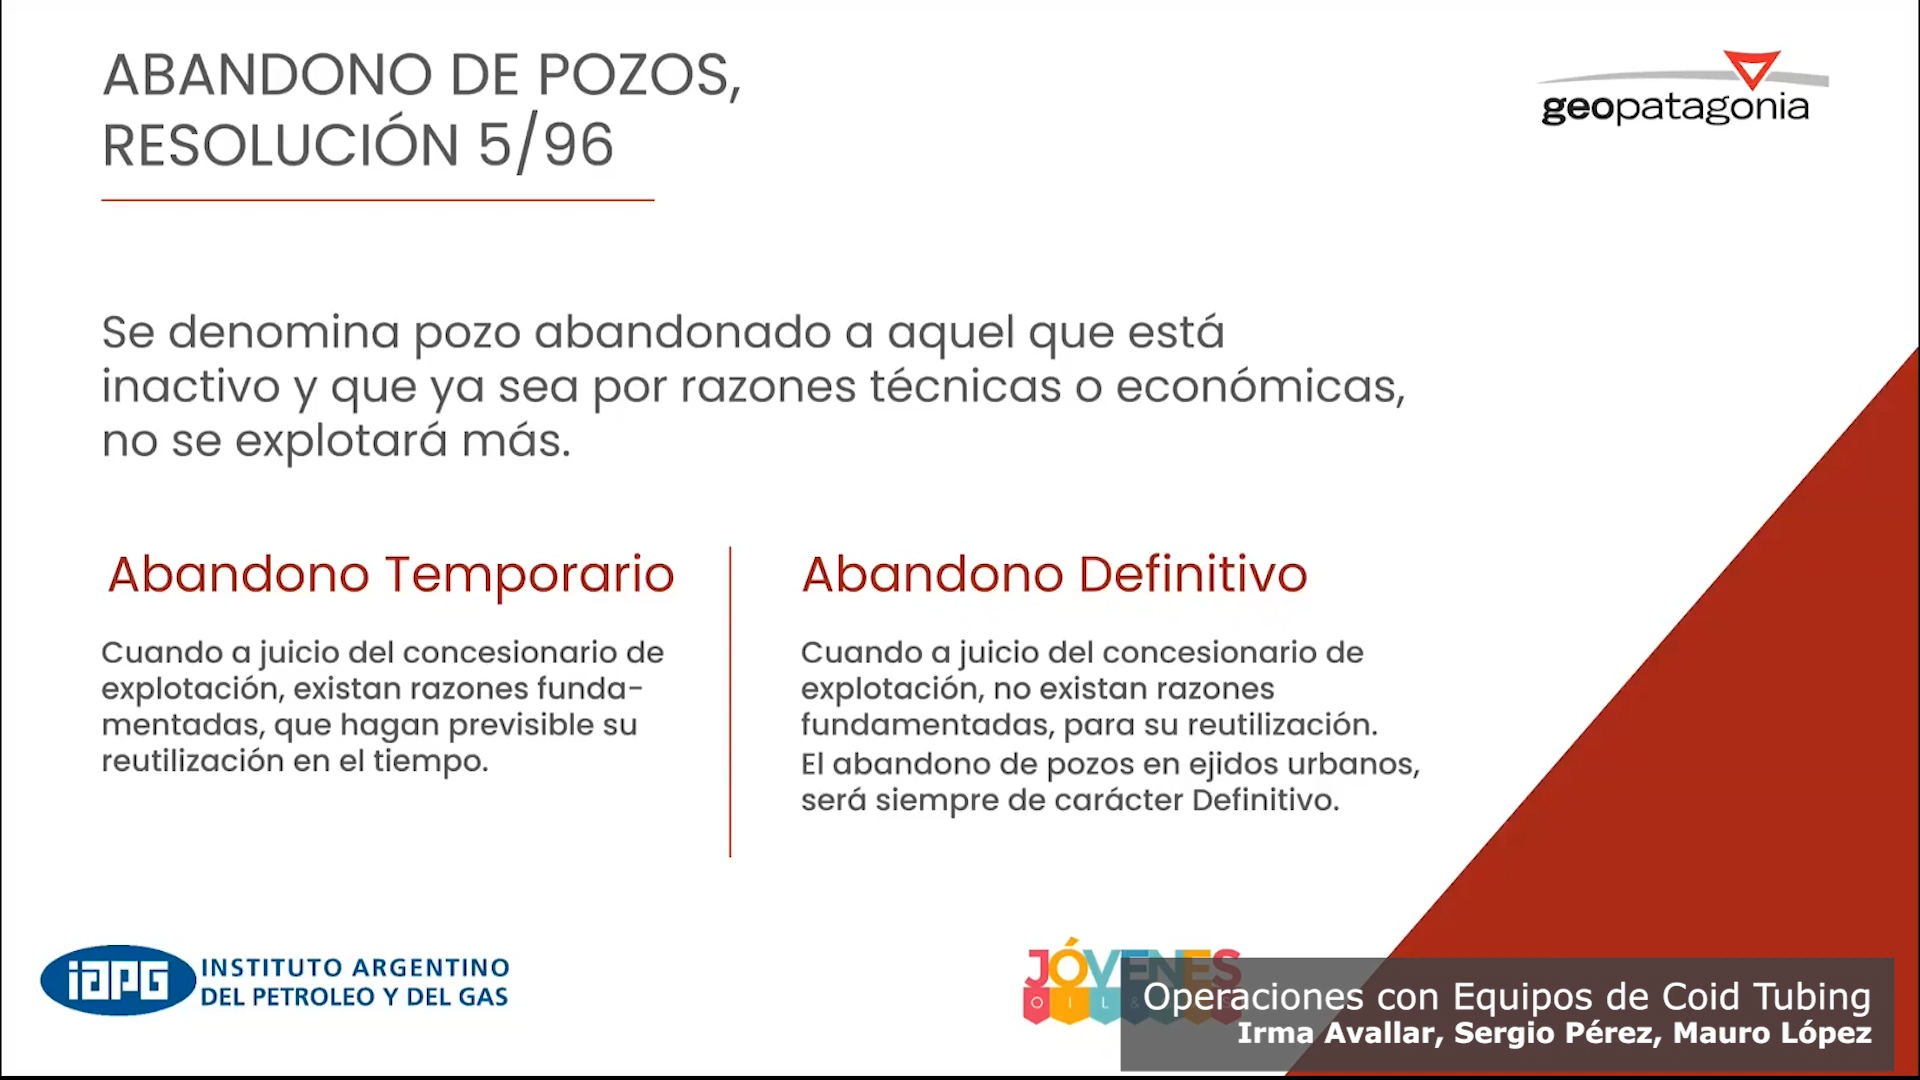 ABANDONO DE POZOS,
RESOLUCIÓN 5/96
geopatagonia
Se denomina pozo abandonado a aquel que está
inactivo y que ya sea por razones técnicas o económicas,
no se explotará más.
Abandono Temporario
Cuando a juicio del concesionario de
explotación, existan razones funda-
mentadas, que hagan previsible su
reutilización en el tiempo.
Abandono Definitivo
Cuando a juicio del concesionario de
explotación, no existan razones
fundamentadas, para su reutilización.
El abandono de pozos en ejidos urbanos,
será siempre de carácter Definitivo.
iapg
INSTITUTO ARGENTINO
DEL PETROLEO Y DEL GAS
JÓVENES
OIL &
Operaciones con Equipos de Coid Tubing
Irma Avallar, Sergio Pérez, Mauro López